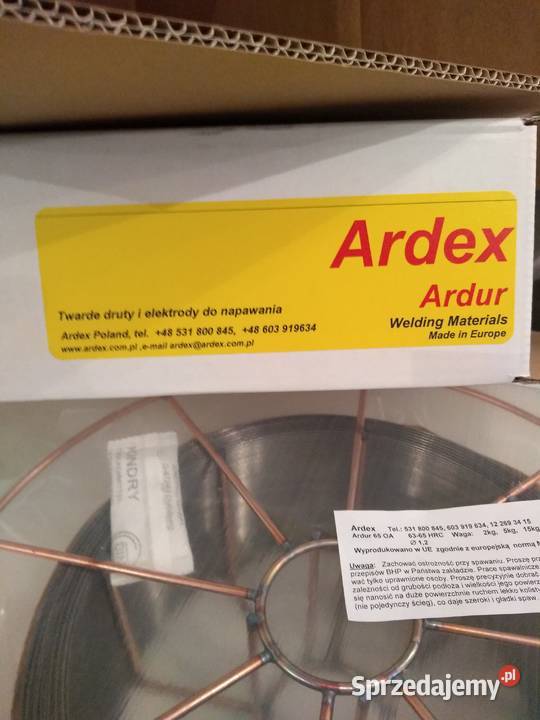 Ardex
Ardur
Welding Materials
Made in Europe
Twarde druty i elektrody do napawania
Ardex Poland, tel. +48 531 800 845, +48 603 919634
www.ardex.com.pl ,e-mail ardex@ardex.com.pl
Ardex Tel.: 531 800 845, 603 919 634, 12 269 34 15
Ardur 65 OA 63-65 HRC Waga: 2kg, 5kg, 15kg,
Ø 1,2
Wyprodukowano w UE zgodnie z europejską normą
Uwaga: Zachować ostrożność przy spawaniu. Proszę
przepisów BHP w Państwa zakładzie. Prace spawalnicze
wać tylko uprawnione osoby. Proszę precyzyjnie dobrać
zależności od grubości podłoża i wielkości jego powierz
się nanosić na duże powierzchnie ruchem lekko
(nie pojedynczy ścieg), co daje szeroki i gładki spaw
Sprzedajemy.pl